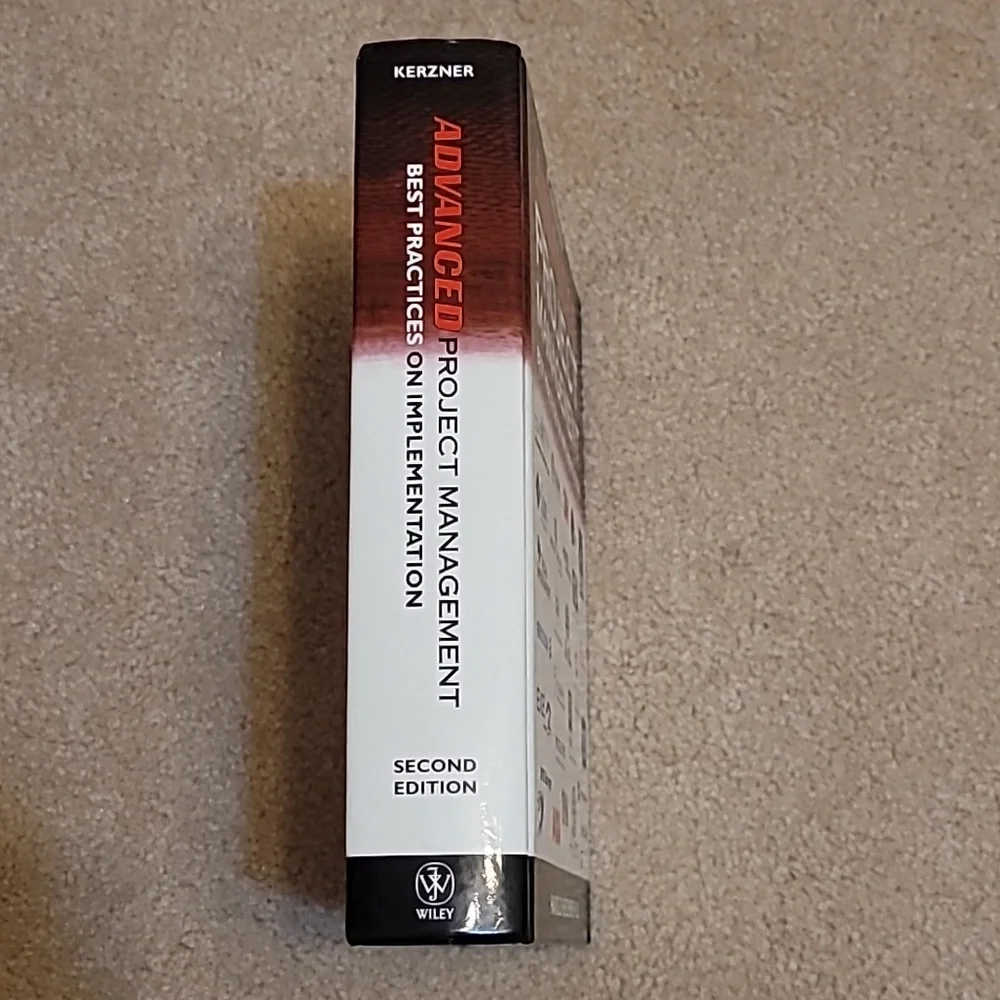 KERZNER
ADVANCED PROJECT MANAGEMENT
BEST PRACTICES ON IMPLEMENTATION
SECOND
EDITION
WILEY